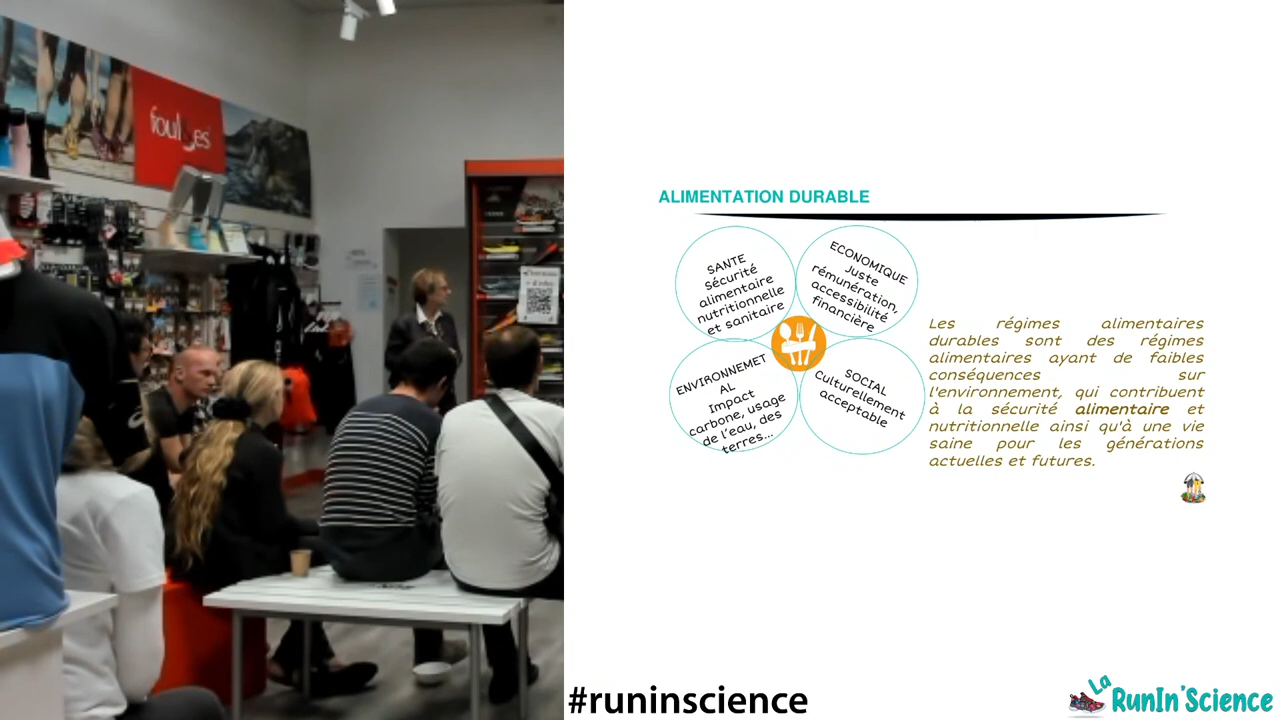 foulées
ALIMENTATION DURABLE
SANTE
sécurité
alimentaire
nutritionnelle
et sanitaire
ECONOMIQUE
Juste
rémunération,
accessibilité
financière
ENVIRONNEMET
AL
Impact
carbone, usage
de l'eau, des
terres...
SOCIAL
Culturellement
acceptable
Les régimes alimentaires
durables sont des régimes
alimentaires ayant de faibles
conséquences sur
l'environnement, qui contribuent
à la sécurité alimentaire et
nutritionnelle ainsi qu'à une vie
saine pour les générations
actuelles et futures.
#runinscience
La
RunIn'Science